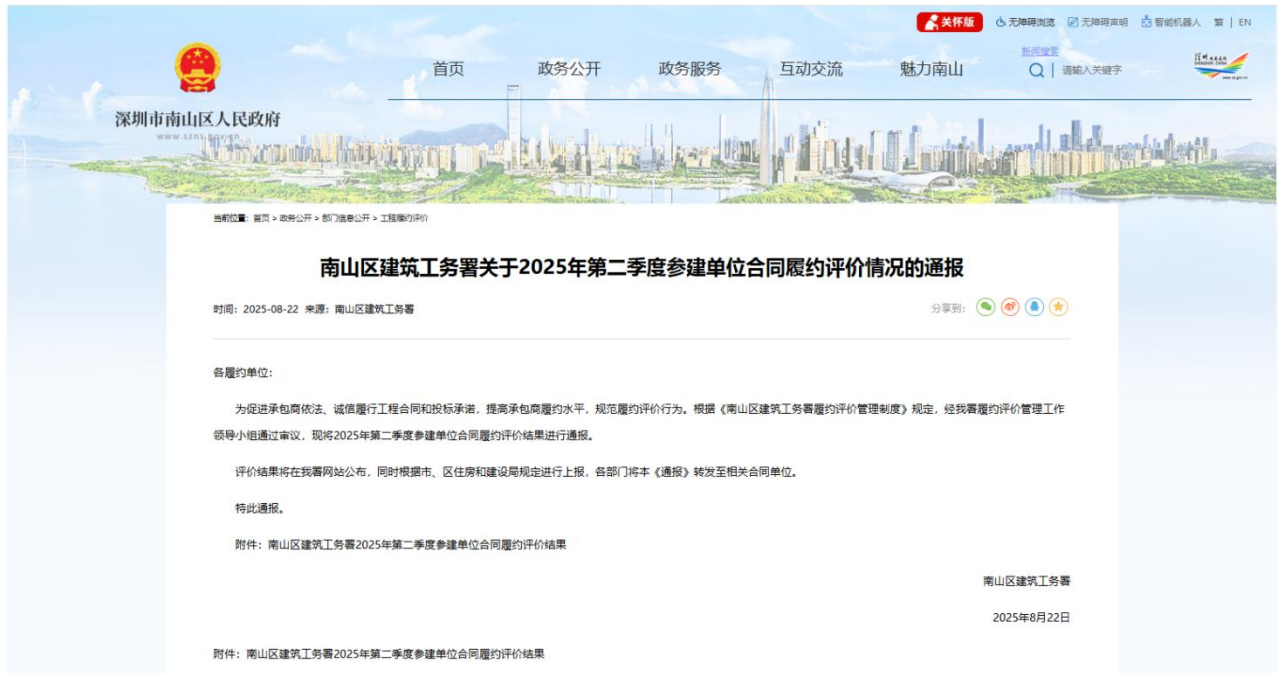 关怀版 无障碍浏览 无障碍声明 智能机器人 繁 | EN
首页 政务公开 政务服务 互动交流 魅力南山
请输入关键字
深圳市南山区人民政府
www.szns.gov.cn
当前位置：首页 > 政务公开 > 部门信息公开 > 工程履约评价
南山区建筑工务署关于2025年第二季度参建单位合同履约评价情况的通报
时间：2025-08-22 来源：南山区建筑工务署
分享到：
各履约单位：
为促进承包商依法、诚信履行工程合同和投标承诺，提高承包商履约水平，规范履约评价行为。根据《南山区建筑工务署履约评价管理制度》规定，经我署履约评价管理工作
领导小组通过审议，现将2025年第二季度参建单位合同履约评价结果进行通报。
评价结果将在我署网站公布，同时根据市、区住房和建设局规定进行上报，各部门将本《通报》转发至相关合同单位。
特此通报。
附件：南山区建筑工务署2025年第二季度参建单位合同履约评价结果
南山区建筑工务署
2025年8月22日
附件：南山区建筑工务署2025年第二季度参建单位合同履约评价结果